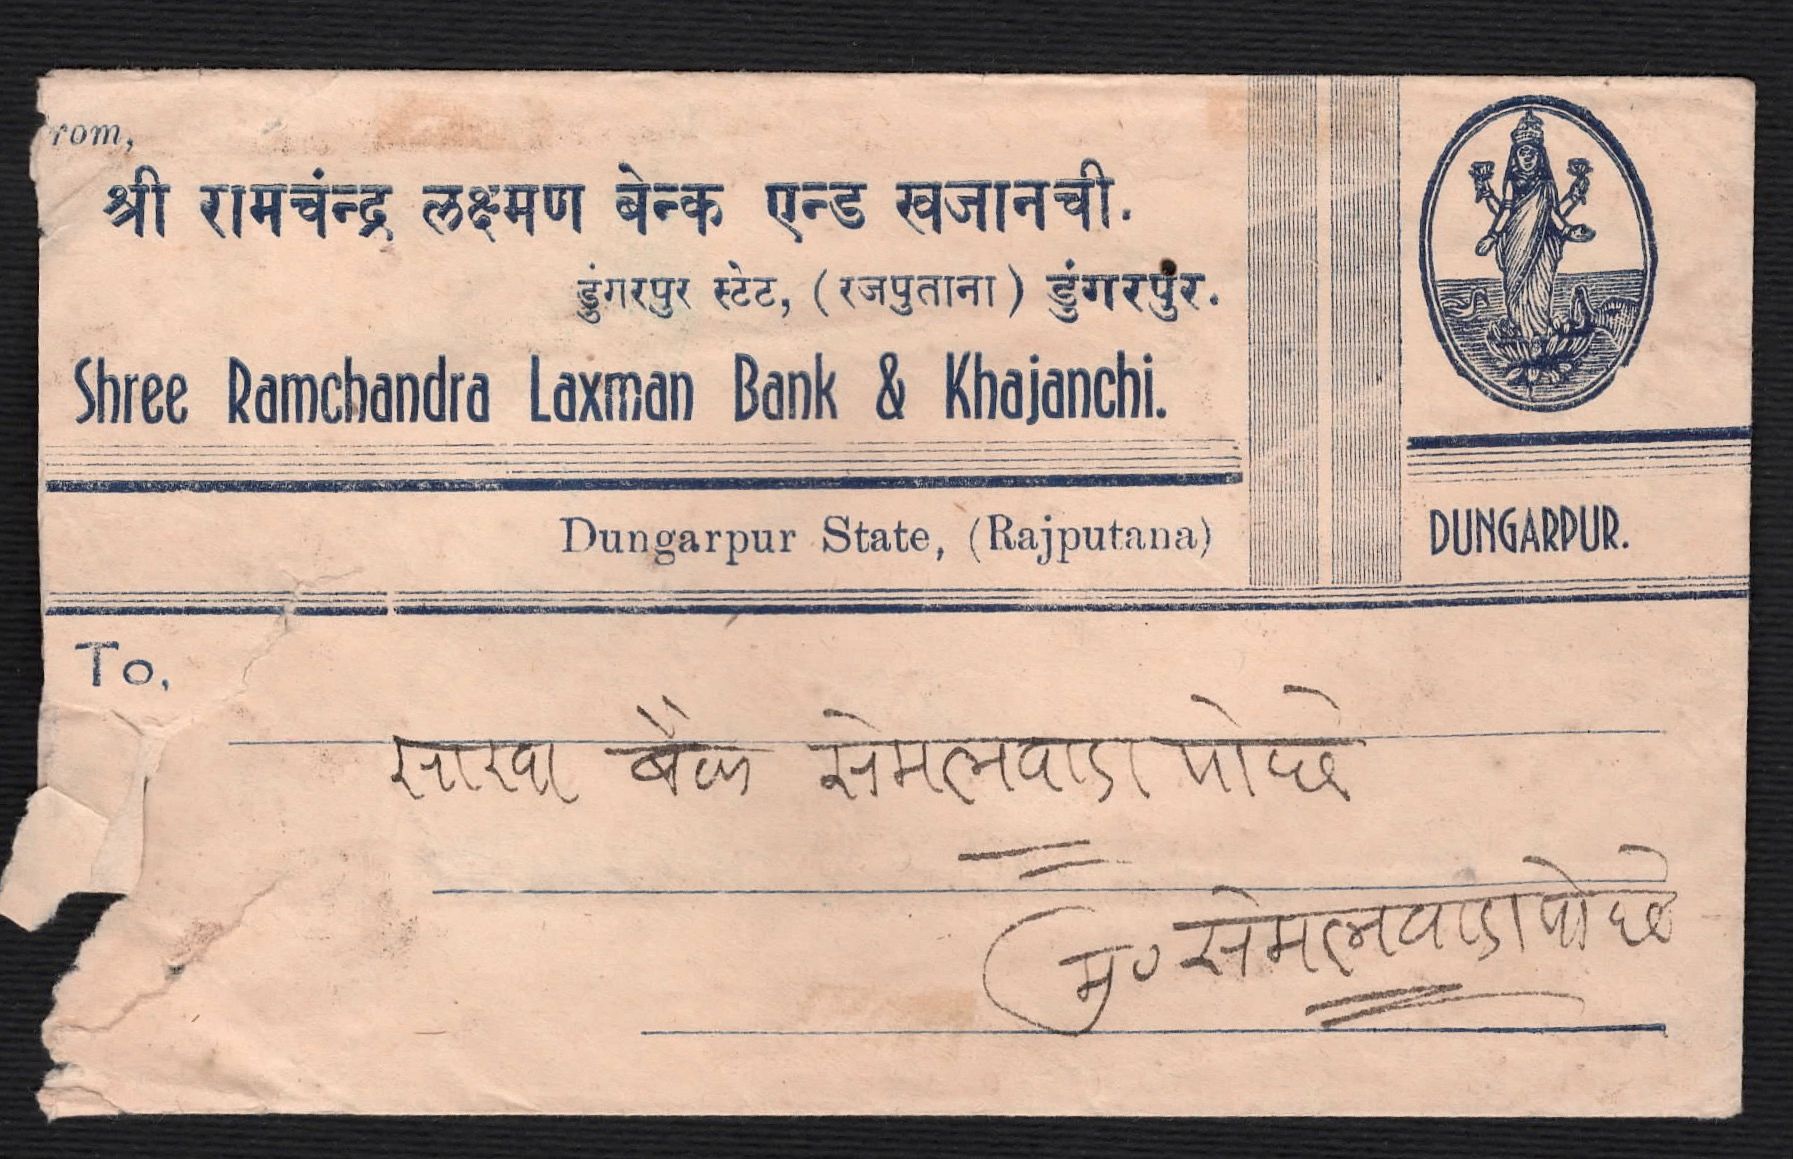 rom,
श्री रामचंन्द्र लक्ष्मण बेन्क एन्ड खजानची.
डुंगरपुर स्टेट, (रजपुताना) डुंगरपुर.
Shree Ramchandra Laxman Bank & Khajanchi.
Dungarpur State, (Rajputana)
DUNGARPUR.
To,
साखा बैंक सेमलवाडा
मु० सेमलवाडा